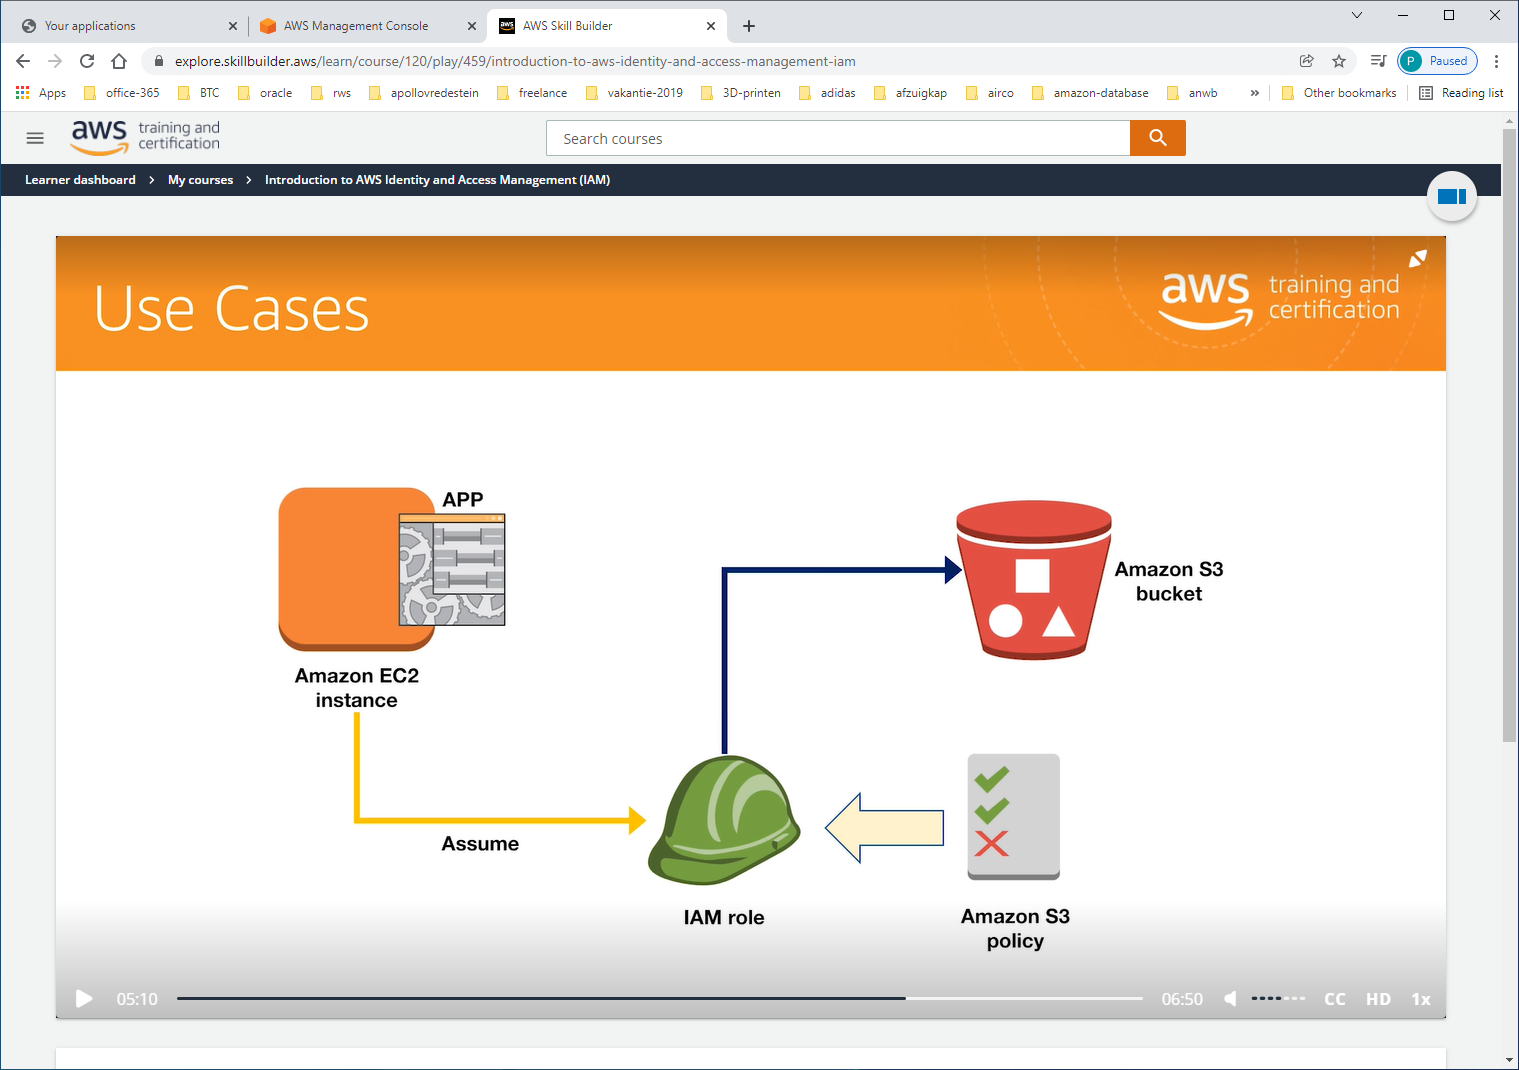 Your applications
AWS Management Console
aws AWS Skill Builder
explore.skillbuilder.aws/learn/course/120/play/459/introduction-to-aws-identity-and-access-management-iam
P Paused
Apps office-365 BTC oracle rws apollovredestein freelance vakantie-2019 3D-printen adidas afzuigkap airco amazon-database anwb » Other bookmarks Reading list
aws training and
certification
Search courses
Learner dashboard > My courses > Introduction to AWS Identity and Access Management (IAM)
Use Cases
aws training and
certification
APP
Amazon EC2
instance
Amazon S3
bucket
Assume
IAM role
Amazon S3
policy
05:10
06:50 CC HD 1x